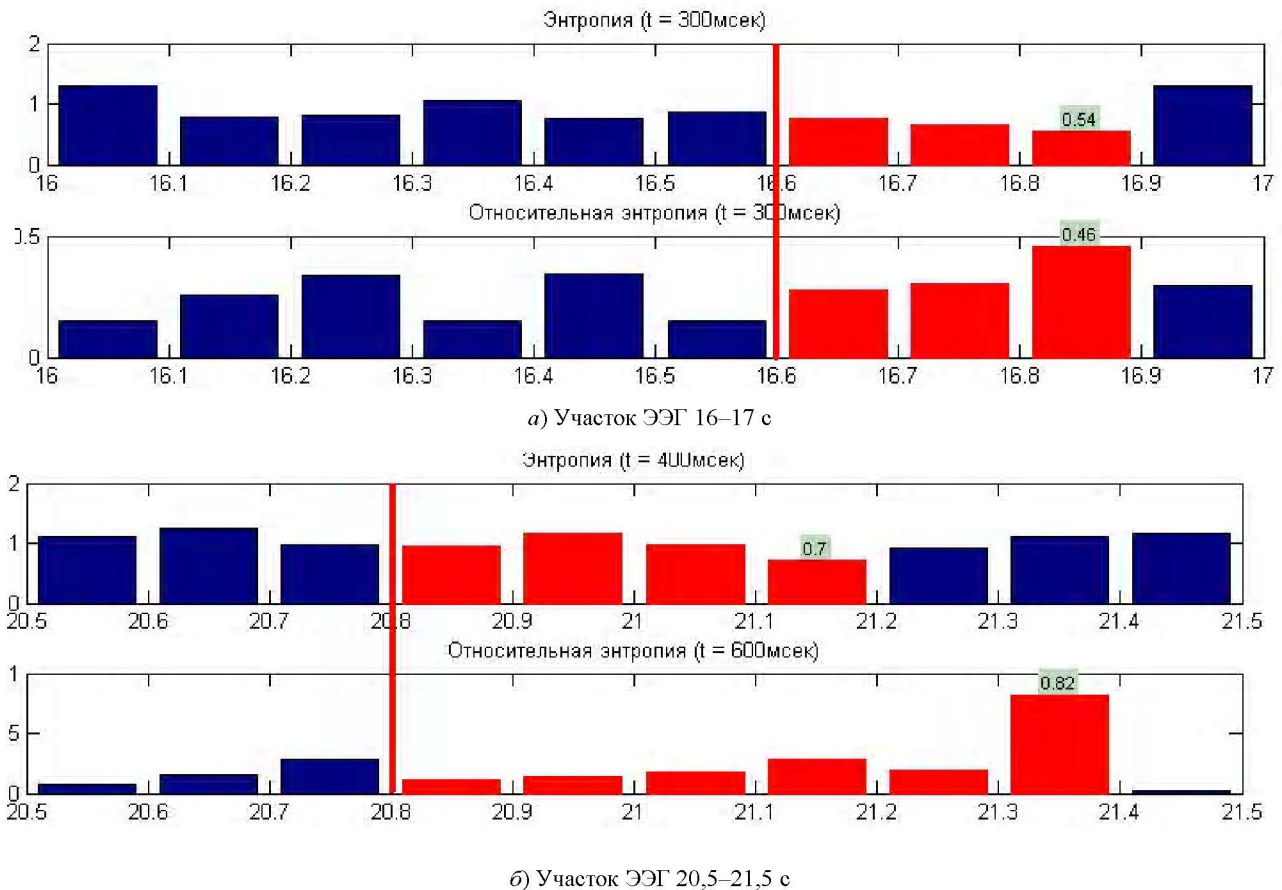 Энтропия (t = 300мсек)
2
1
0
0.54
16 16.1 16.2 16.3 16.4 16.5 16.6 16.7 16.8 16.9 17
Относительная энтропия (t = 300мсек)
0.5
0
0.46
16 16.1 16.2 16.3 16.4 16.5 16.6 16.7 16.8 16.9 17
а) Участок ЭЭГ 16–17 с
Энтропия (t = 400мсек)
2
1
0
0.7
20.5 20.6 20.7 20.8 20.9 21 21.1 21.2 21.3 21.4 21.5
Относительная энтропия (t = 600мсек)
1
5
0
0.82
20.5 20.6 20.7 20.8 20.9 21 21.1 21.2 21.3 21.4 21.5
б) Участок ЭЭГ 20,5–21,5 с